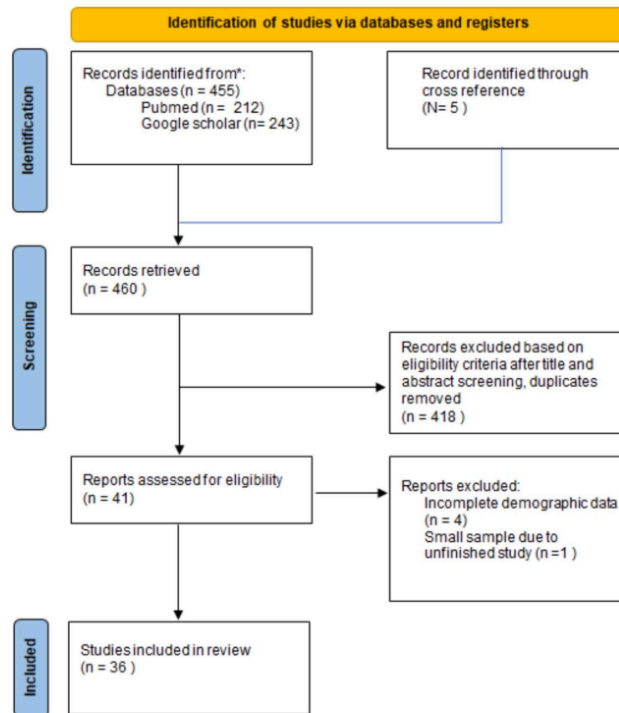 Identification of studies via databases and registers
Identification
Records identified from*:
Databases (n = 455)
Pubmed (n =  212)
Google scholar (n= 243)
Record identified through
cross reference
(N= 5 )
Screening
Records retrieved
(n = 460 )
Records excluded based on
eligibility criteria after title and
abstract screening, duplicates
removed
(n = 418 )
Reports assessed for eligibility
(n = 41)
Reports excluded:
Incomplete demographic data
(n = 4)
Small sample due to
unfinished study (n =1 )
Included
Studies included in review
(n = 36 )